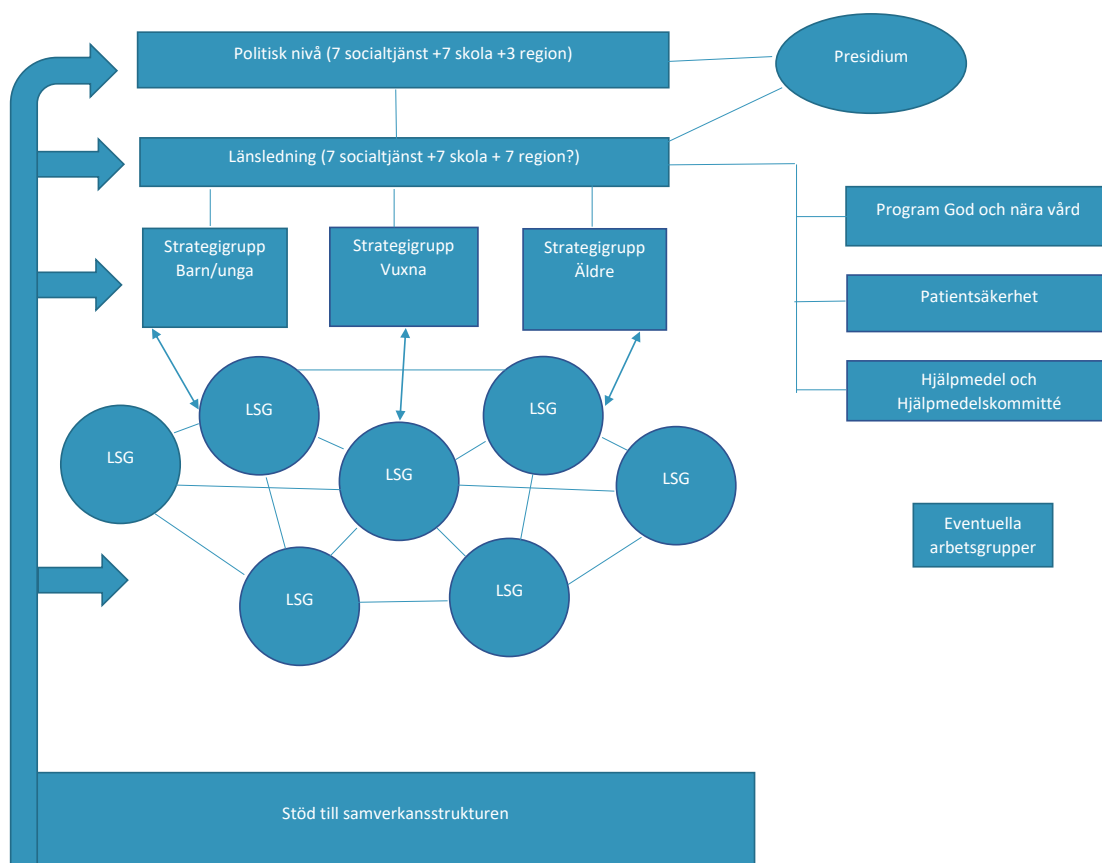 Politisk nivå (7 socialtjänst +7 skola +3 region)
Presidium
Länsledning (7 socialtjänst +7 skola + 7 region?)
Program God och nära vård
Strategigrupp
Barn/unga
Strategigrupp
Vuxna
Strategigrupp
Äldre
Patientsäkerhet
Hjälpmedel och
Hjälpmedelskommitté
LSG
LSG
LSG
LSG
LSG
LSG
LSG
Eventuella
arbetsgrupper
Stöd till samverkansstrukturen